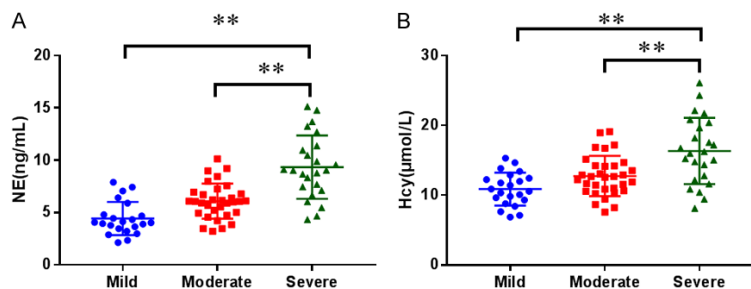 A
**
**
NE(ng/mL)
20
15
10
5
0
Mild
Moderate
Severe
B
**
**
Hcy(μmol/L)
30
20
10
0
Mild
Moderate
Severe